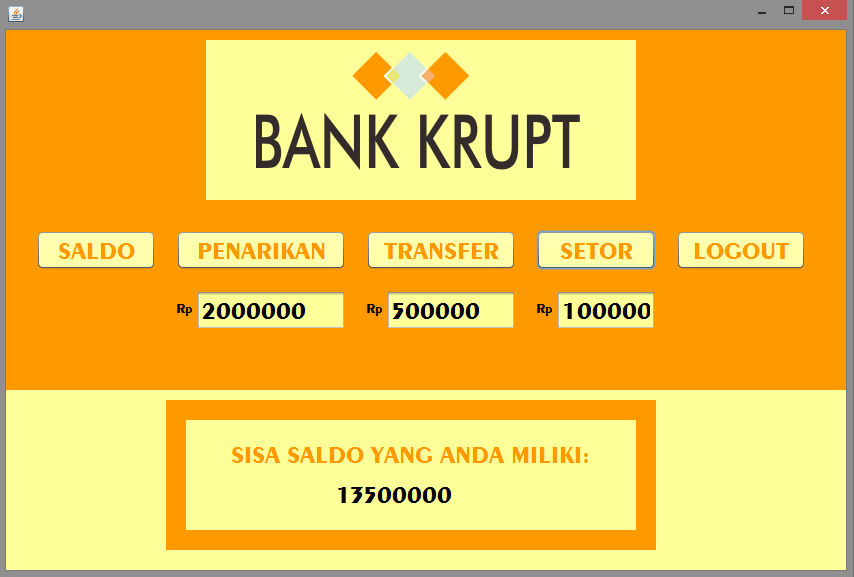 BANK KRUPT
SALDO PENARIKAN TRANSFER SETOR LOGOUT
Rp 2000000 Rp 500000 Rp 100000
SISA SALDO YANG ANDA MILIKI:
13500000